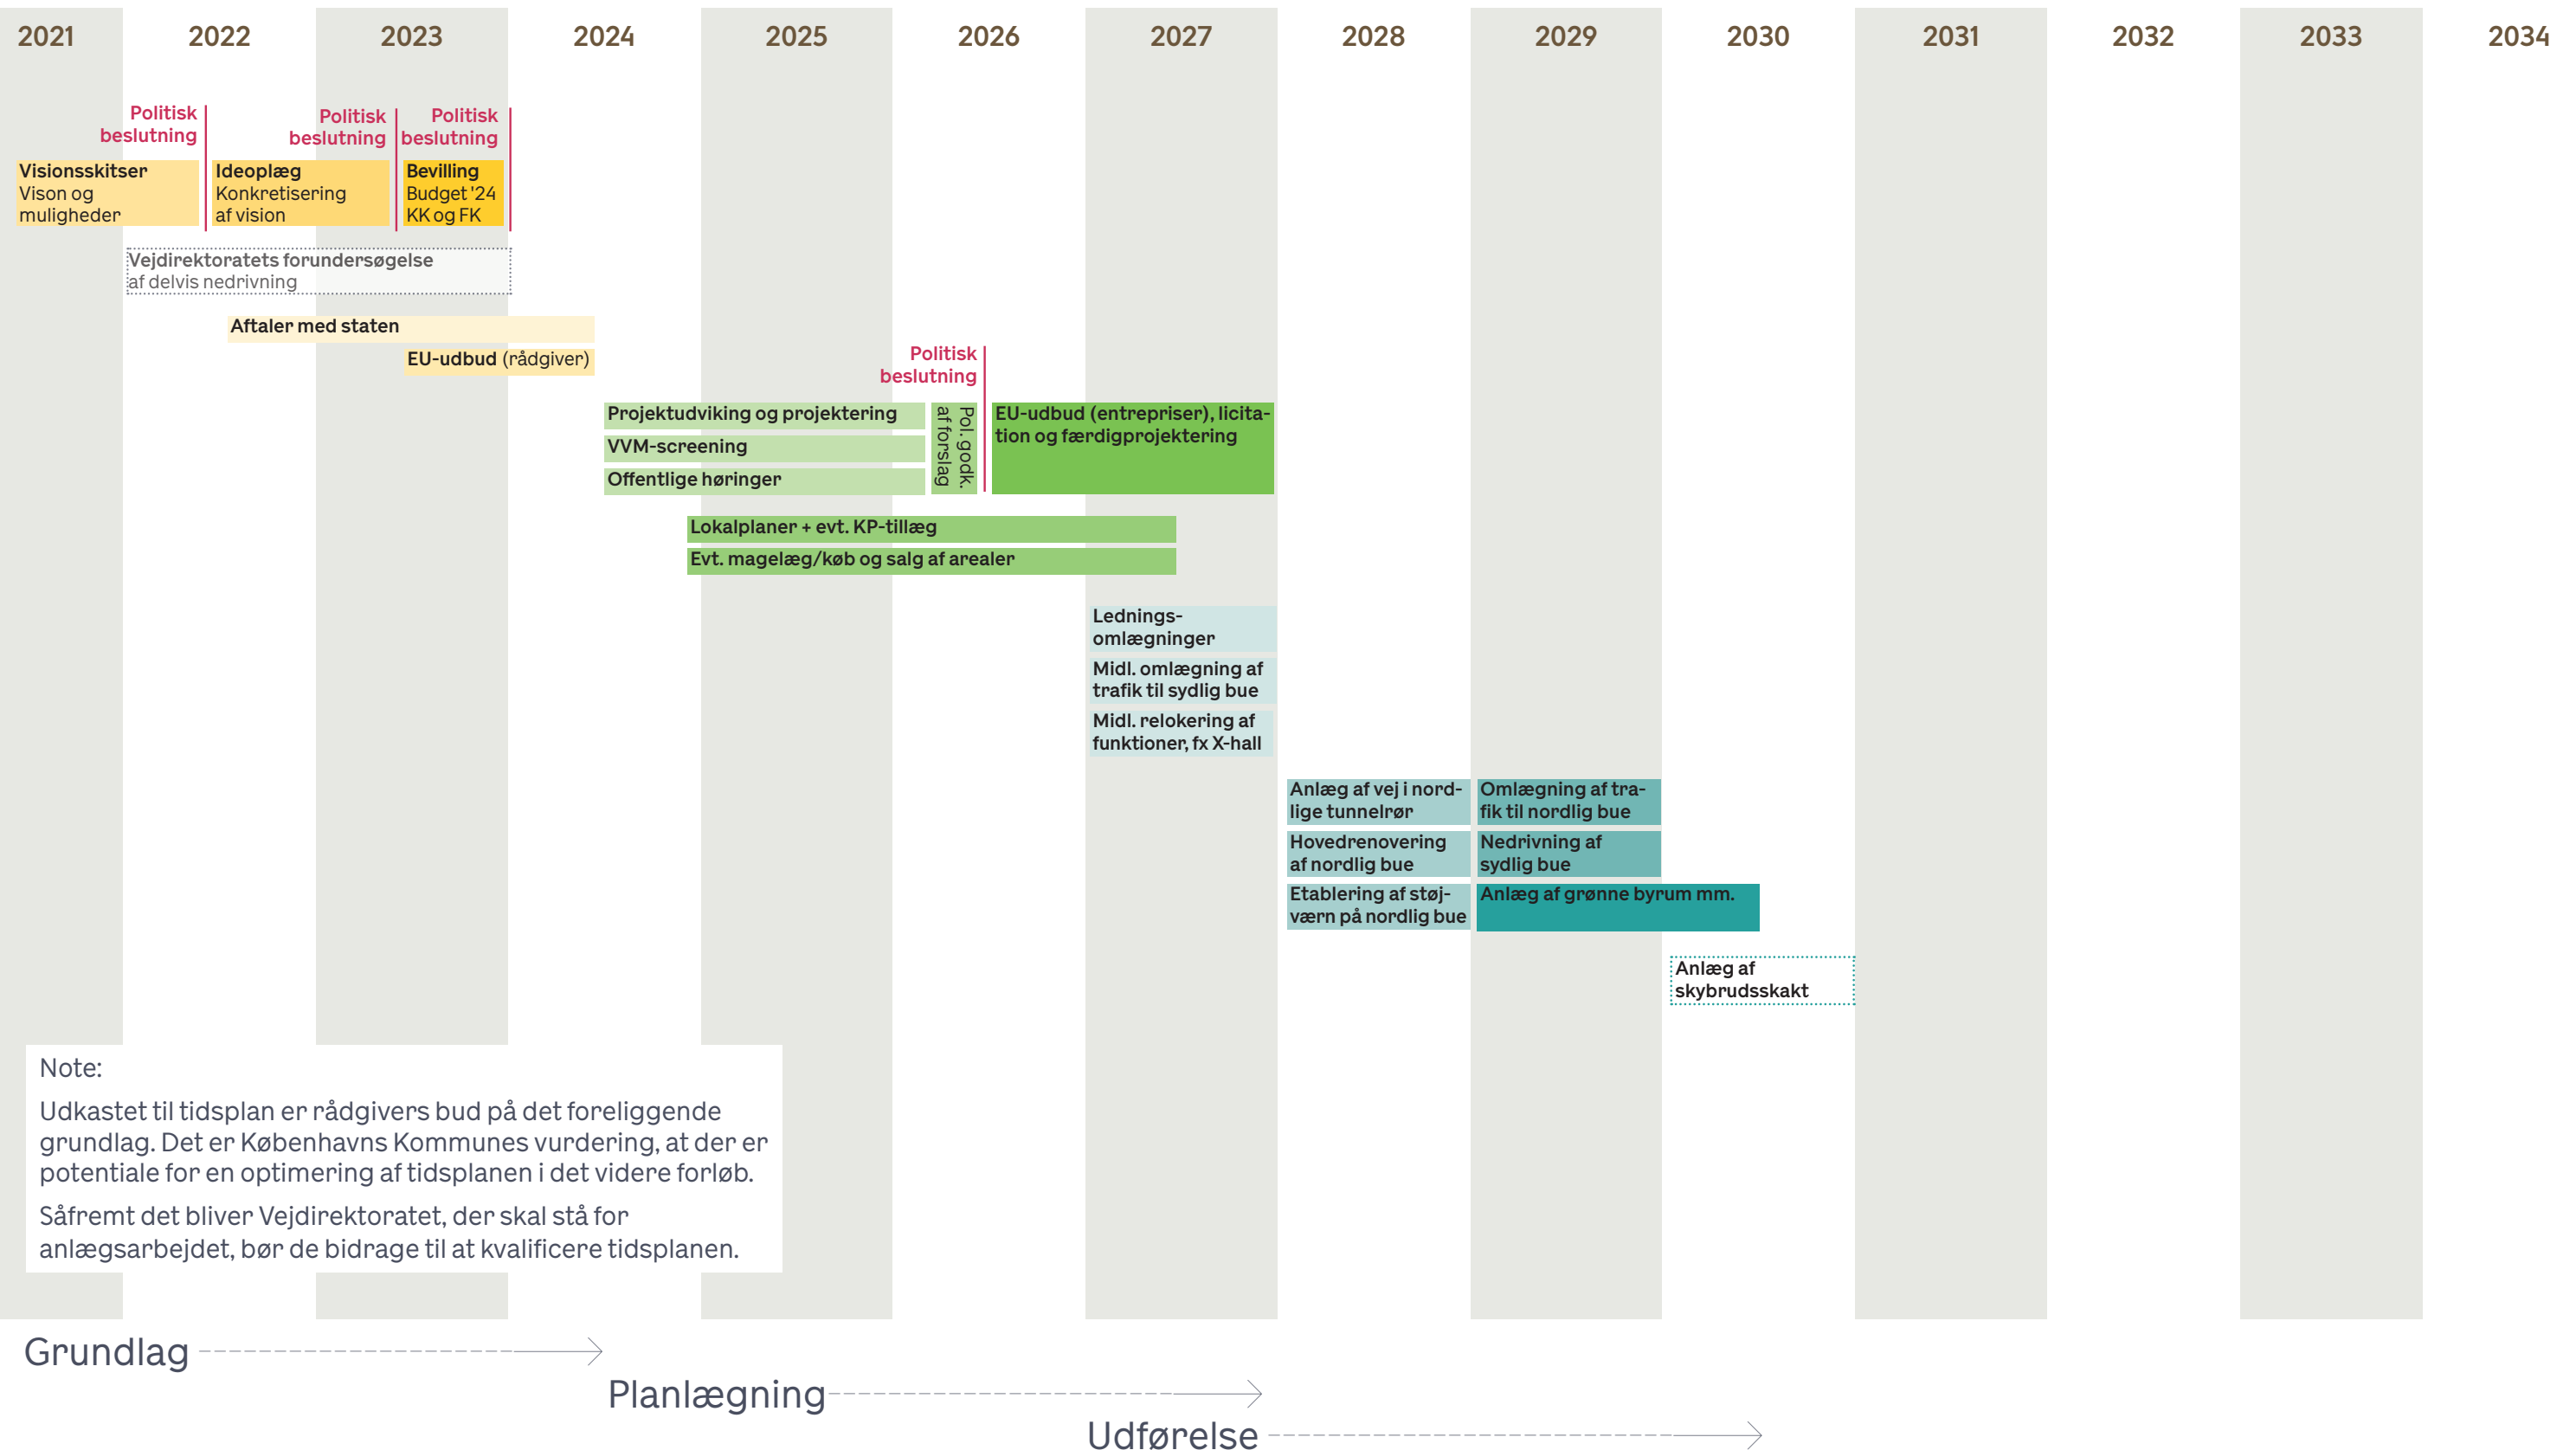 2021 2022 2023 2024 2025 2026 2027 2028 2029 2030 2031 2032 2033 2034
Politisk
beslutning
Politisk
beslutning
Politisk
beslutning
Visionsskitser
Vison og
muligheder
Ideoplæg
Konkretisering
af vision
Bevilling
Budget '24
KK og FK
Vejdirektoratets forundersøgelse
af delvis nedrivning
Aftaler med staten
EU-udbud (rådgiver)
Politisk
beslutning
Projektudviking og projektering
VVM-screening
Offentlige høringer
Pol. godk.
af forslag
EU-udbud (entrepriser), licita-
tion og færdigprojektering
Lokalplaner + evt. KP-tillæg
Evt. magelæg/køb og salg af arealer
Lednings-
omlægninger
Midl. omlægning af
trafik til sydlig bue
Midl. relokering af
funktioner, fx X-hall
Anlæg af vej i nord-
lige tunnelrør
Omlægning af tra-
fik til nordlig bue
Hovedrenovering
af nordlig bue
Nedrivning af
sydlig bue
Etablering af støj-
værn på nordlig bue
Anlæg af grønne byrum mm.
Anlæg af
skybrudsskakt
Note:
Udkastet til tidsplan er rådgivers bud på det foreliggende
grundlag. Det er Københavns Kommunes vurdering, at der er
potentiale for en optimering af tidsplanen i det videre forløb.
Såfremt det bliver Vejdirektoratet, der skal stå for
anlægsarbejdet, bør de bidrage til at kvalificere tidsplanen.
Grundlag
Planlægning
Udførelse